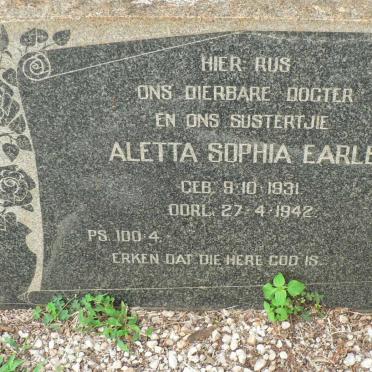 HIER RUS
ONS DIERBARE DOGTER
EN ONS SUSTERTJIE
ALETTA SOPHIA EARLE
GEB. 9-10-1931.
OORL. 27-4-1942.
PS. 100-4.
ERKEN DAT DIE HERE GOD IS...